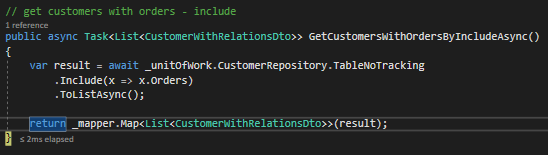 // get customers with orders - include
1 reference
public async Task<List<CustomerWithRelationsDto>> GetCustomersWithOrdersByIncludeAsync()
{
    var result = await _unitOfWork.CustomerRepository.TableNoTracking
        .Include(x => x.Orders)
        .ToListAsync();

    return _mapper.Map<List<CustomerWithRelationsDto>>(result);
} ≤ 2ms elapsed